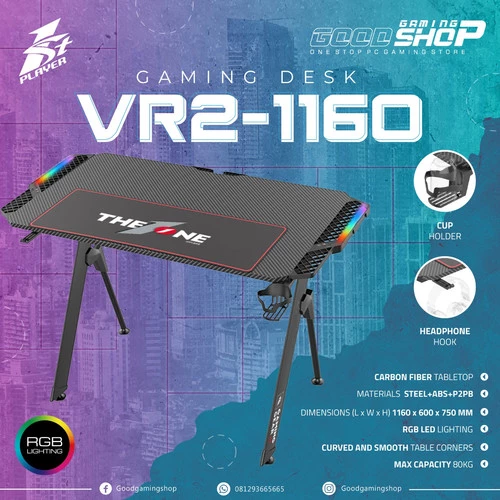 1ST
PLAYER
GAMING
GOOD SHOP
ONE STOP PC GAMING STORE
GAMING DESK
VR2-1160
THE 1 ONE
CUP
HOLDER
HEADPHONE
HOOK
CARBON FIBER TABLETOP
MATERIALS STEEL+ABS+P2PB
DIMENSIONS (L x W x H) 1160 x 600 x 750 MM
RGB LED LIGHTING
CURVED AND SMOOTH TABLE CORNERS
MAX CAPACITY 80KG
RGB
LIGHTING
Goodgamingshop
081293665665
Goodgamingshop